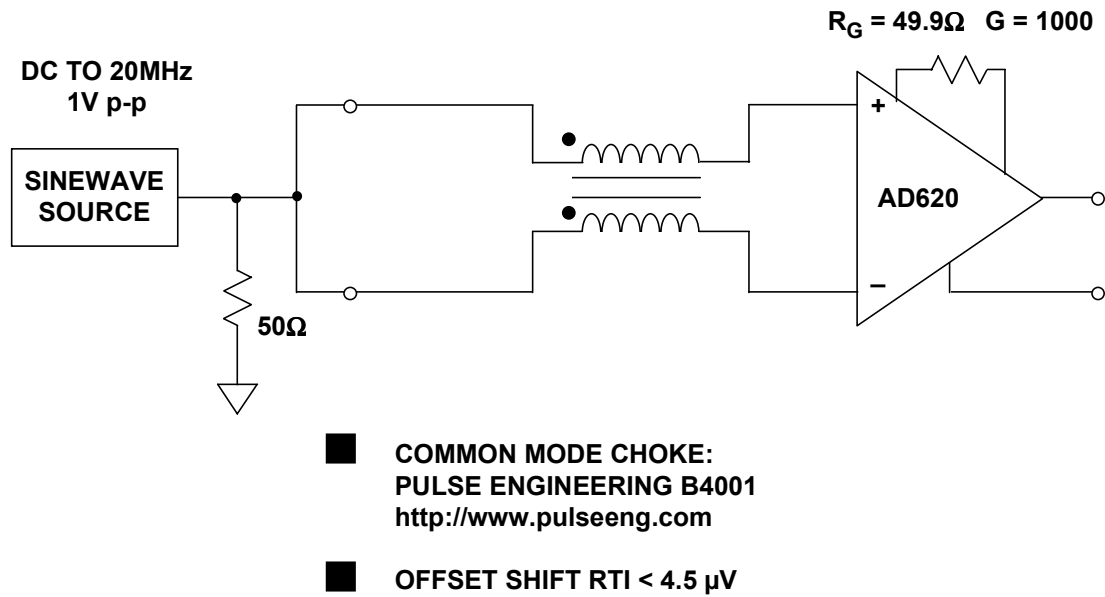 R_G = 49.9Ω G = 1000
DC TO 20MHz
1V p-p
SINEWAVE
SOURCE
+
AD620
–
50Ω
COMMON MODE CHOKE:
PULSE ENGINEERING B4001
http://www.pulseeng.com
OFFSET SHIFT RTI < 4.5 µV